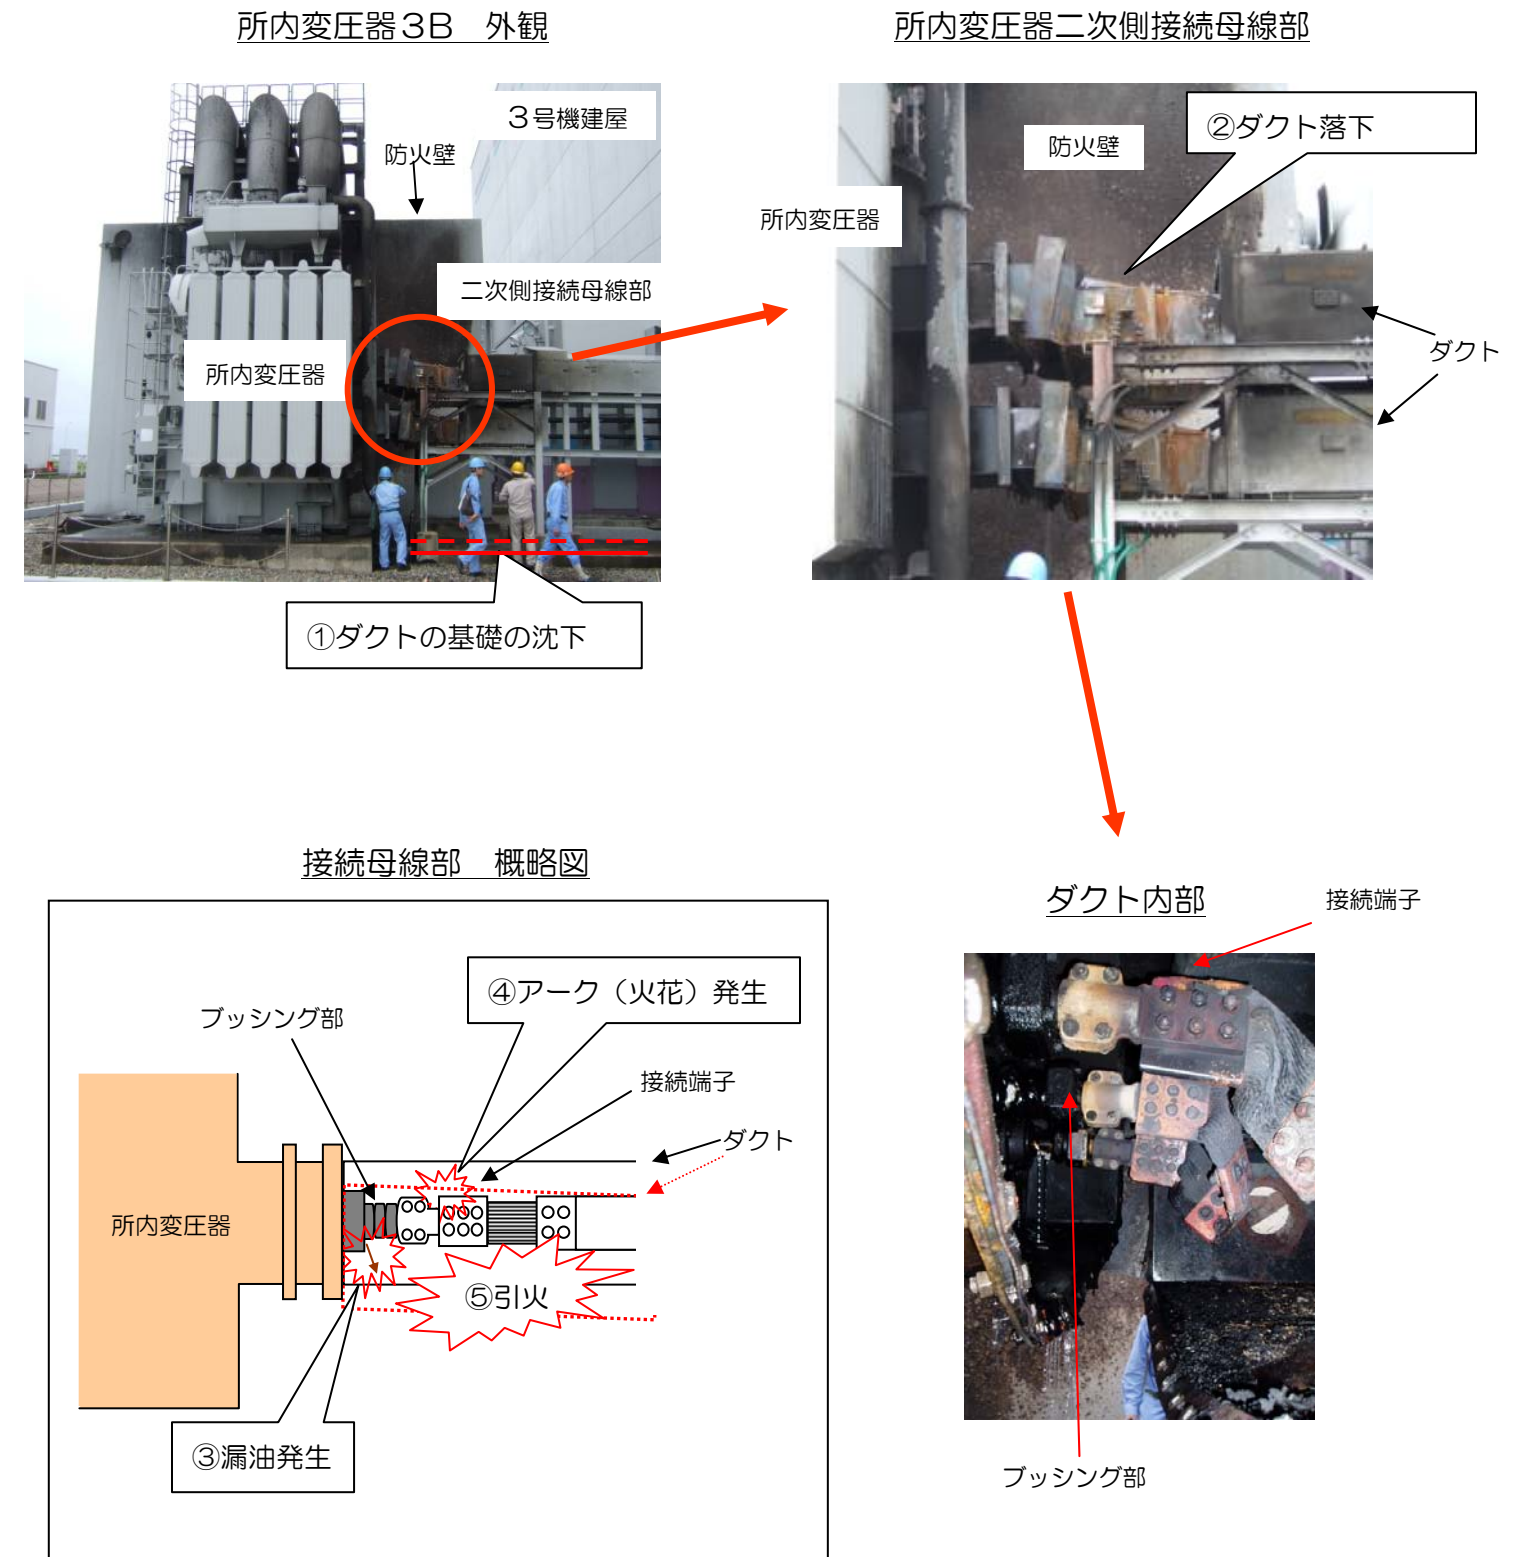 所内変圧器３Ｂ　外観
所内変圧器二次側接続母線部
３号機建屋
防火壁
二次側接続母線部
所内変圧器
①ダクトの基礎の沈下
②ダクト落下
防火壁
所内変圧器
ダクト
接続母線部　概略図
④アーク（火花）発生
ブッシング部
接続端子
ダクト
所内変圧器
⑤引火
③漏油発生
ダクト内部
接続端子
ブッシング部